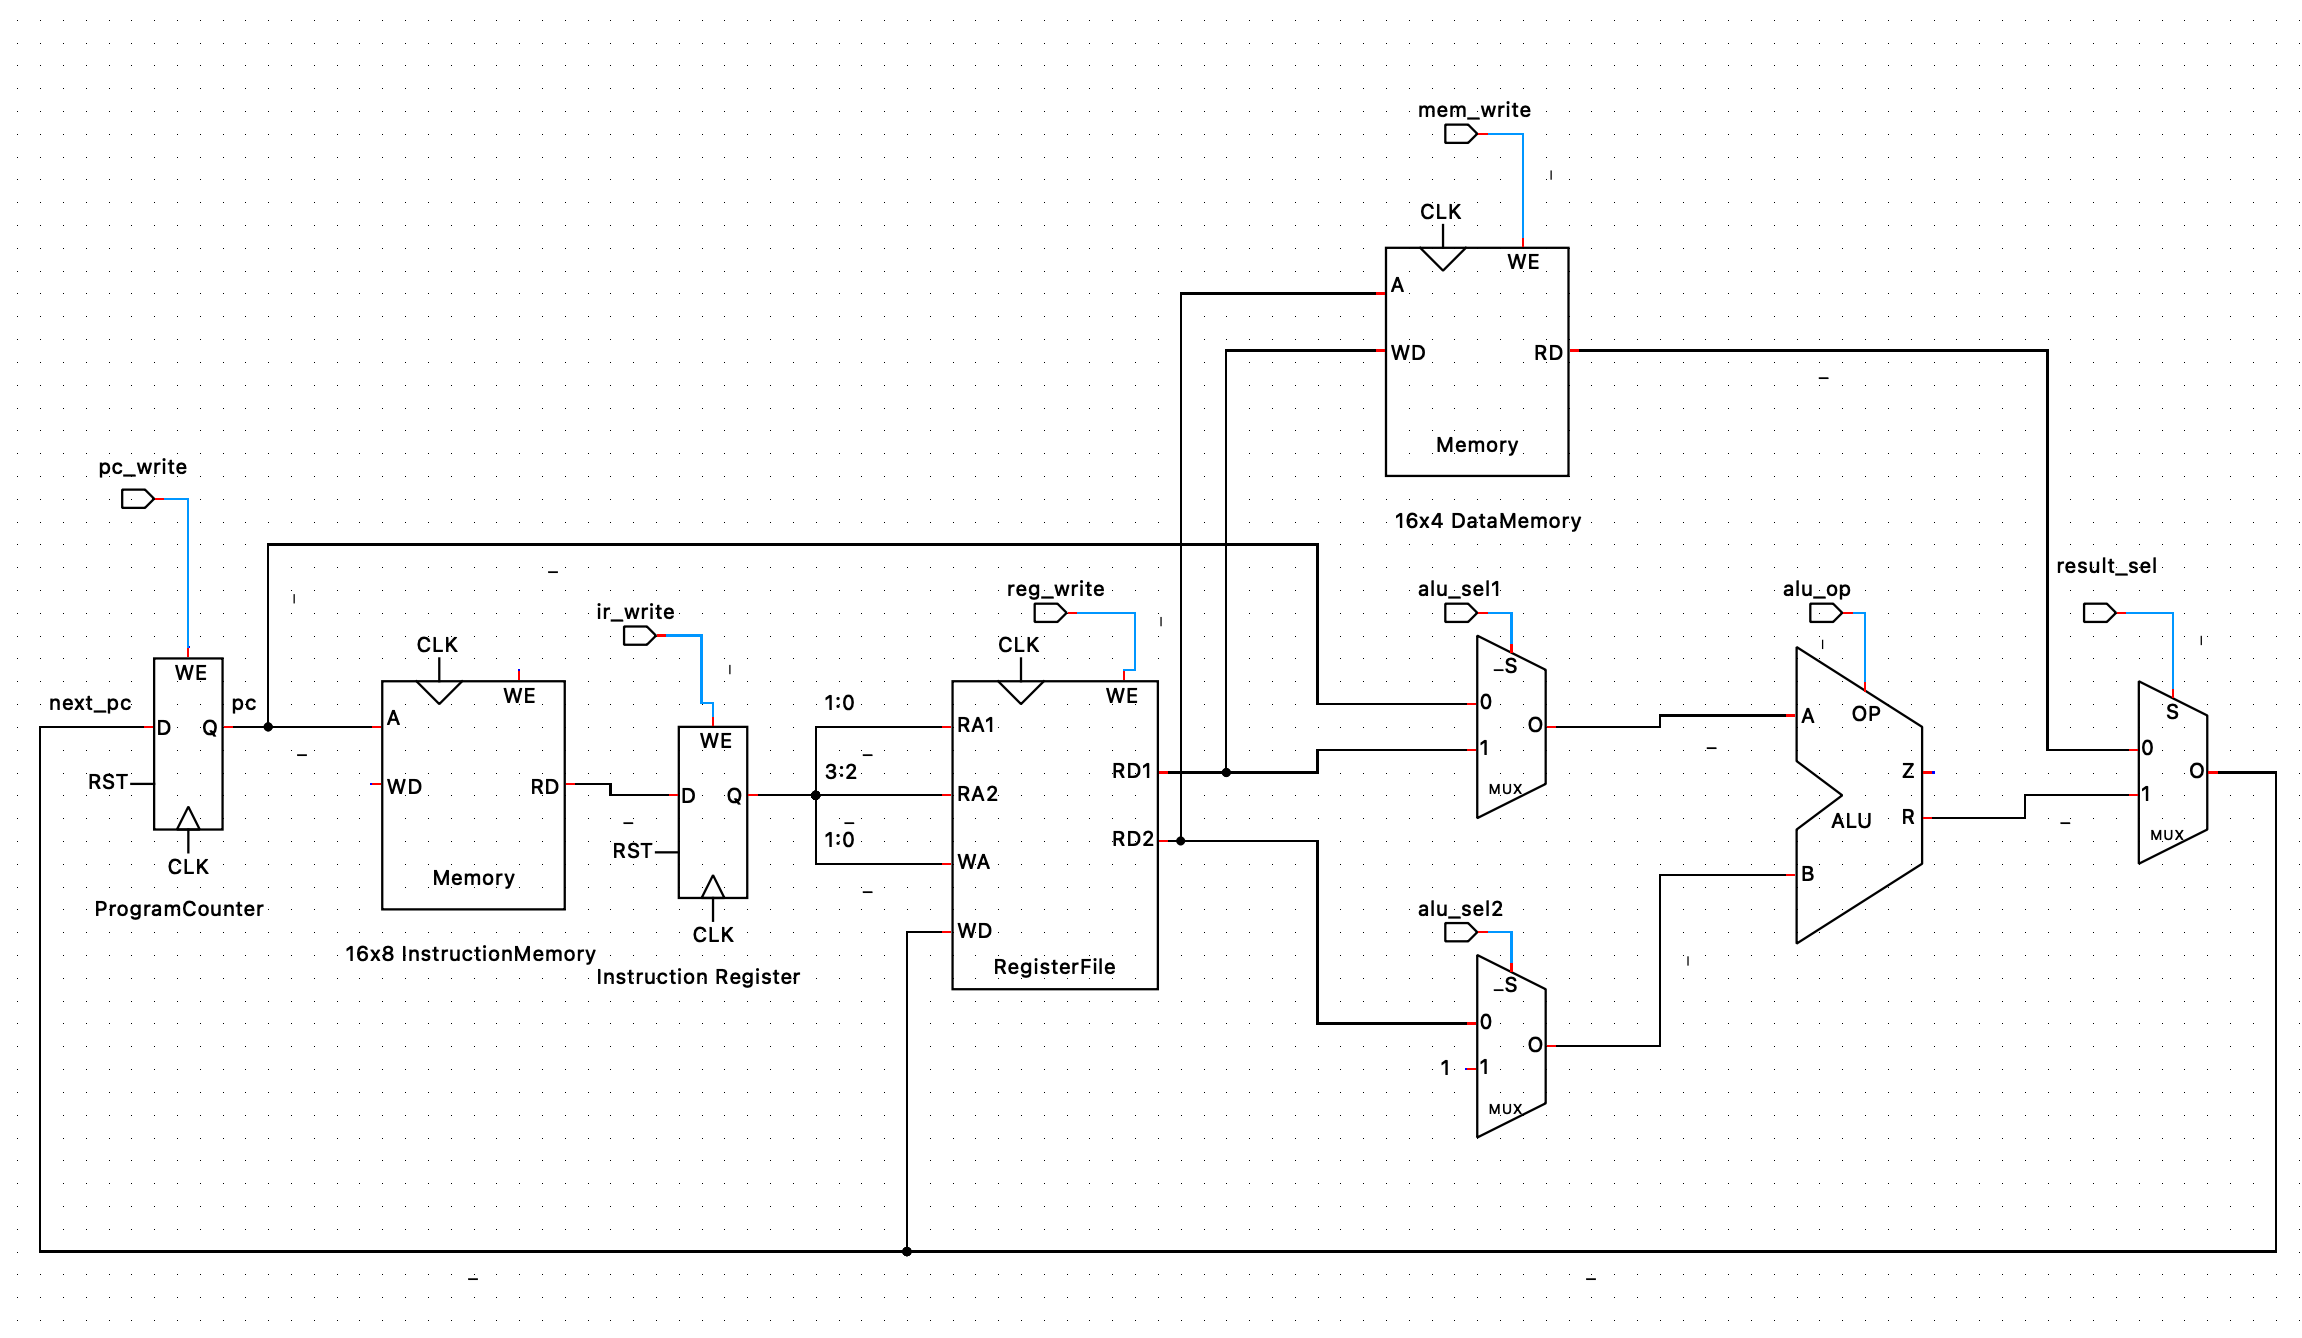 mem_write
CLK
WE
A
WD
RD
Memory
16x4 DataMemory
pc_write
WE
next_pc
D
Q
pc
RST
CLK
ProgramCounter
CLK
WE
A
WD
RD
Memory
16x8 InstructionMemory
ir_write
WE
D
Q
RST
CLK
Instruction Register
1:0
3:2
1:0
reg_write
CLK
WE
RA1
RA2
WA
WD
RD1
RD2
RegisterFile
alu_sel1
_S
0
1
O
MUX
alu_sel2
_S
0
1
1
O
MUX
alu_op
OP
A
B
Z
R
ALU
result_sel
S
0
1
O
MUX